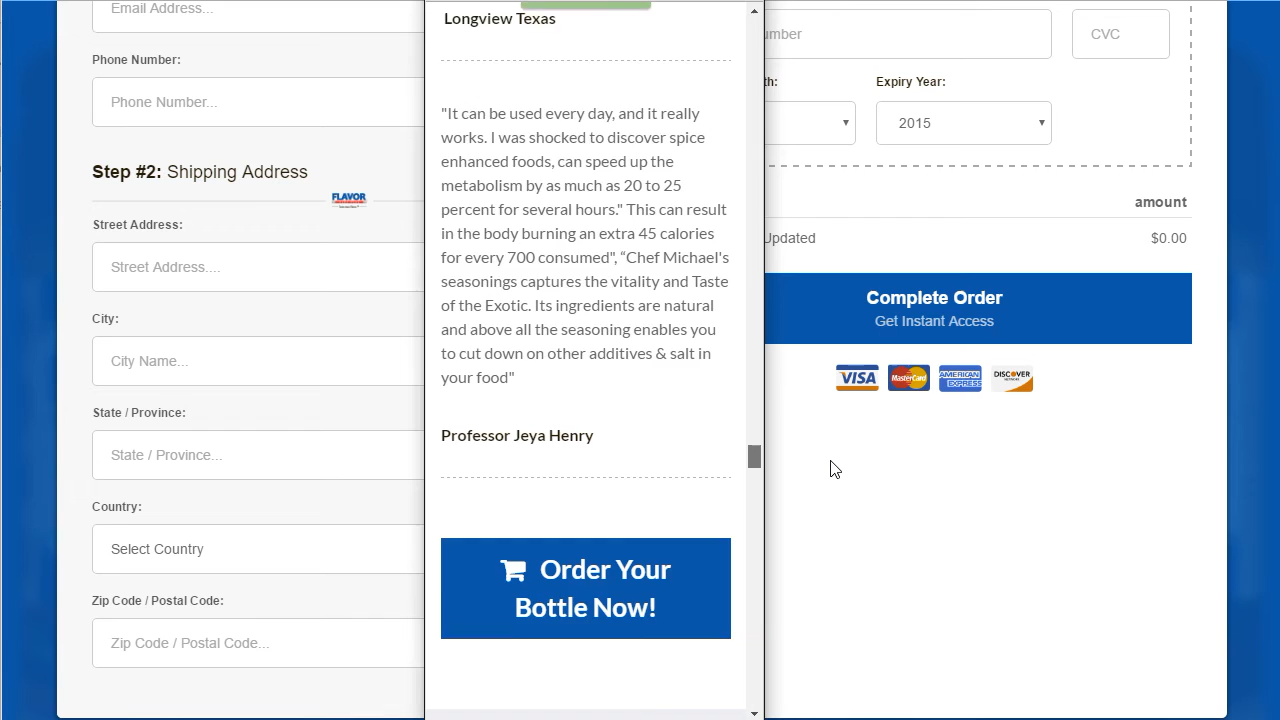 Email Address...
Phone Number:
Phone Number...
Step #2: Shipping Address
FLAVOR
Street Address:
Street Address....
City:
City Name...
State / Province:
State / Province...
Country:
Select Country
Zip Code / Postal Code:
Zip Code / Postal Code...
Longview Texas
"It can be used every day, and it really
works. I was shocked to discover spice
enhanced foods, can speed up the
metabolism by as much as 20 to 25
percent for several hours." This can result
in the body burning an extra 45 calories
for every 700 consumed", “Chef Michael's
seasonings captures the vitality and Taste
of the Exotic. Its ingredients are natural
and above all the seasoning enables you
to cut down on other additives & salt in
your food"
Professor Jeya Henry
Order Your
Bottle Now!
umber
CVC
th:
Expiry Year:
2015
amount
Updated
$0.00
Complete Order
Get Instant Access
VISA
MasterCard
AMERICAN
EXPRESS
DISCOVER